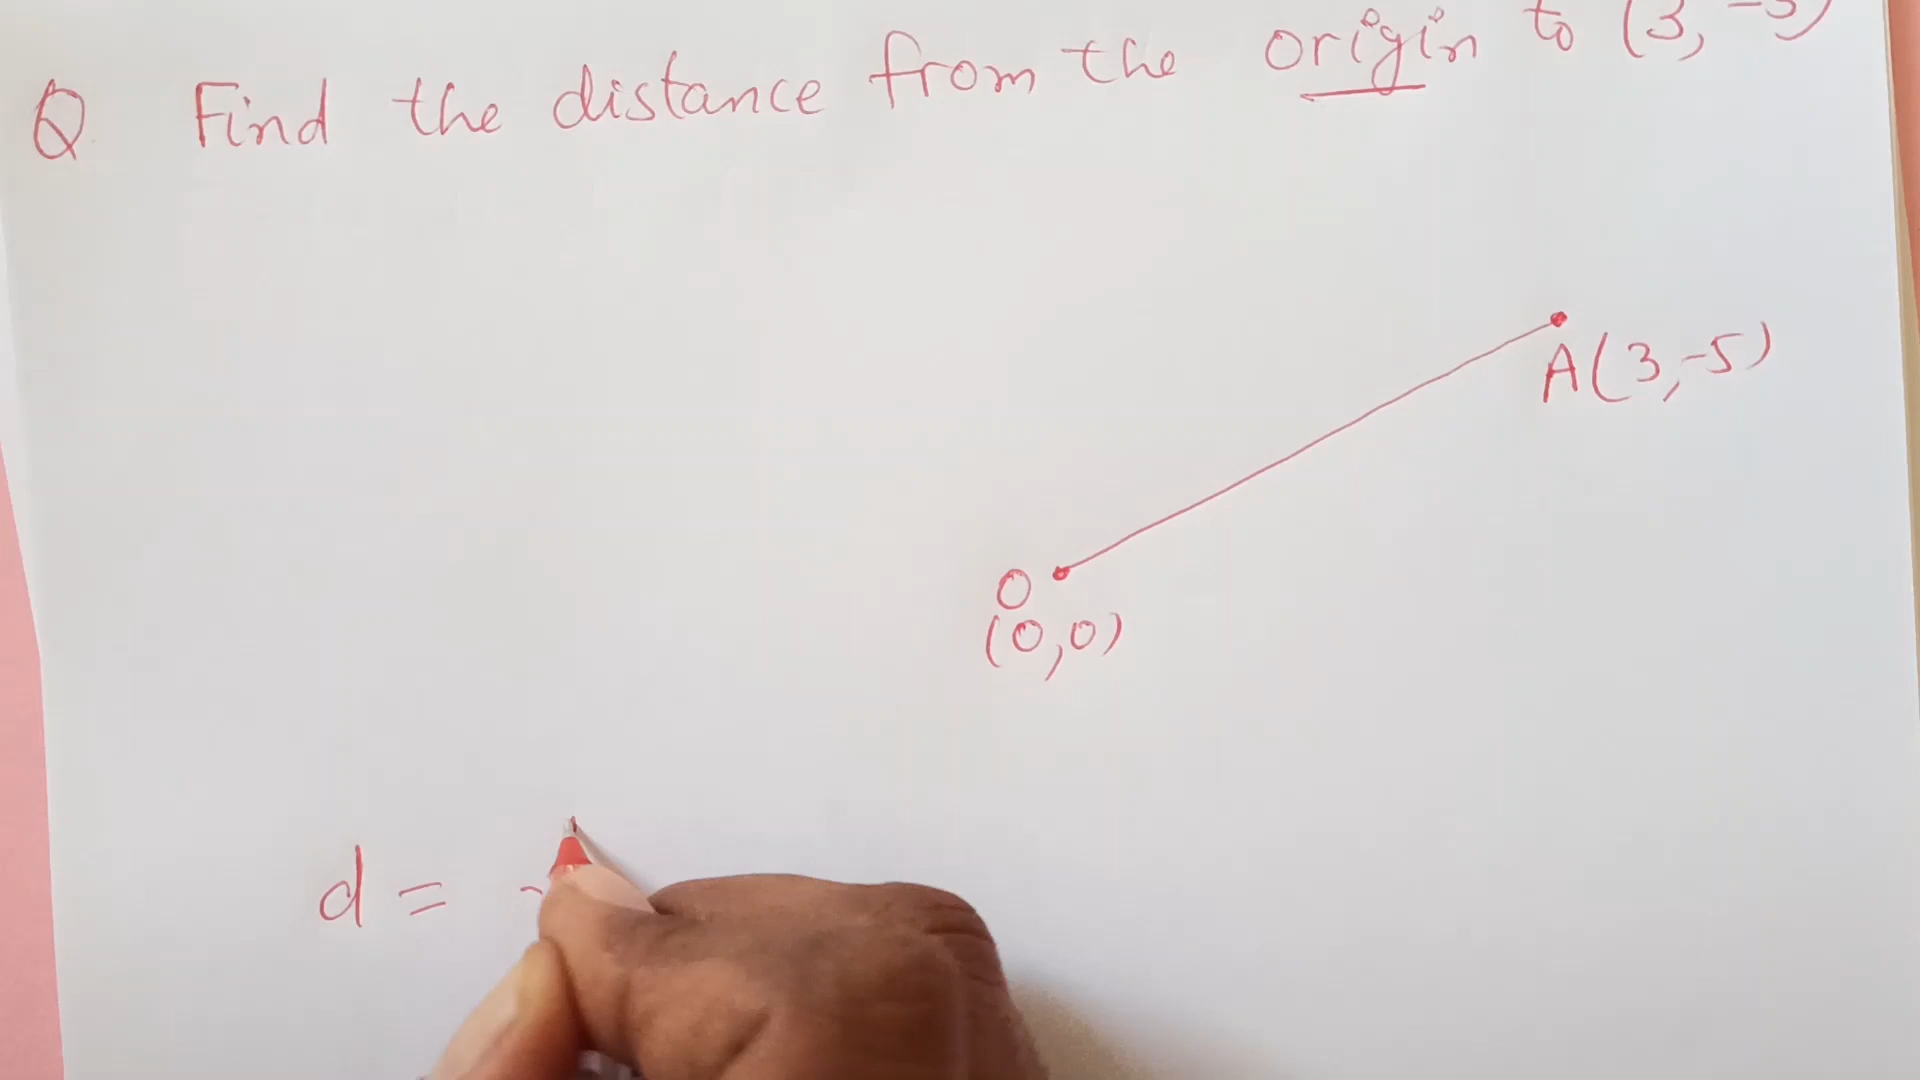 Q Find the distance from the origin to (3, -5)
A(3,-5)
O
(0,0)
d =